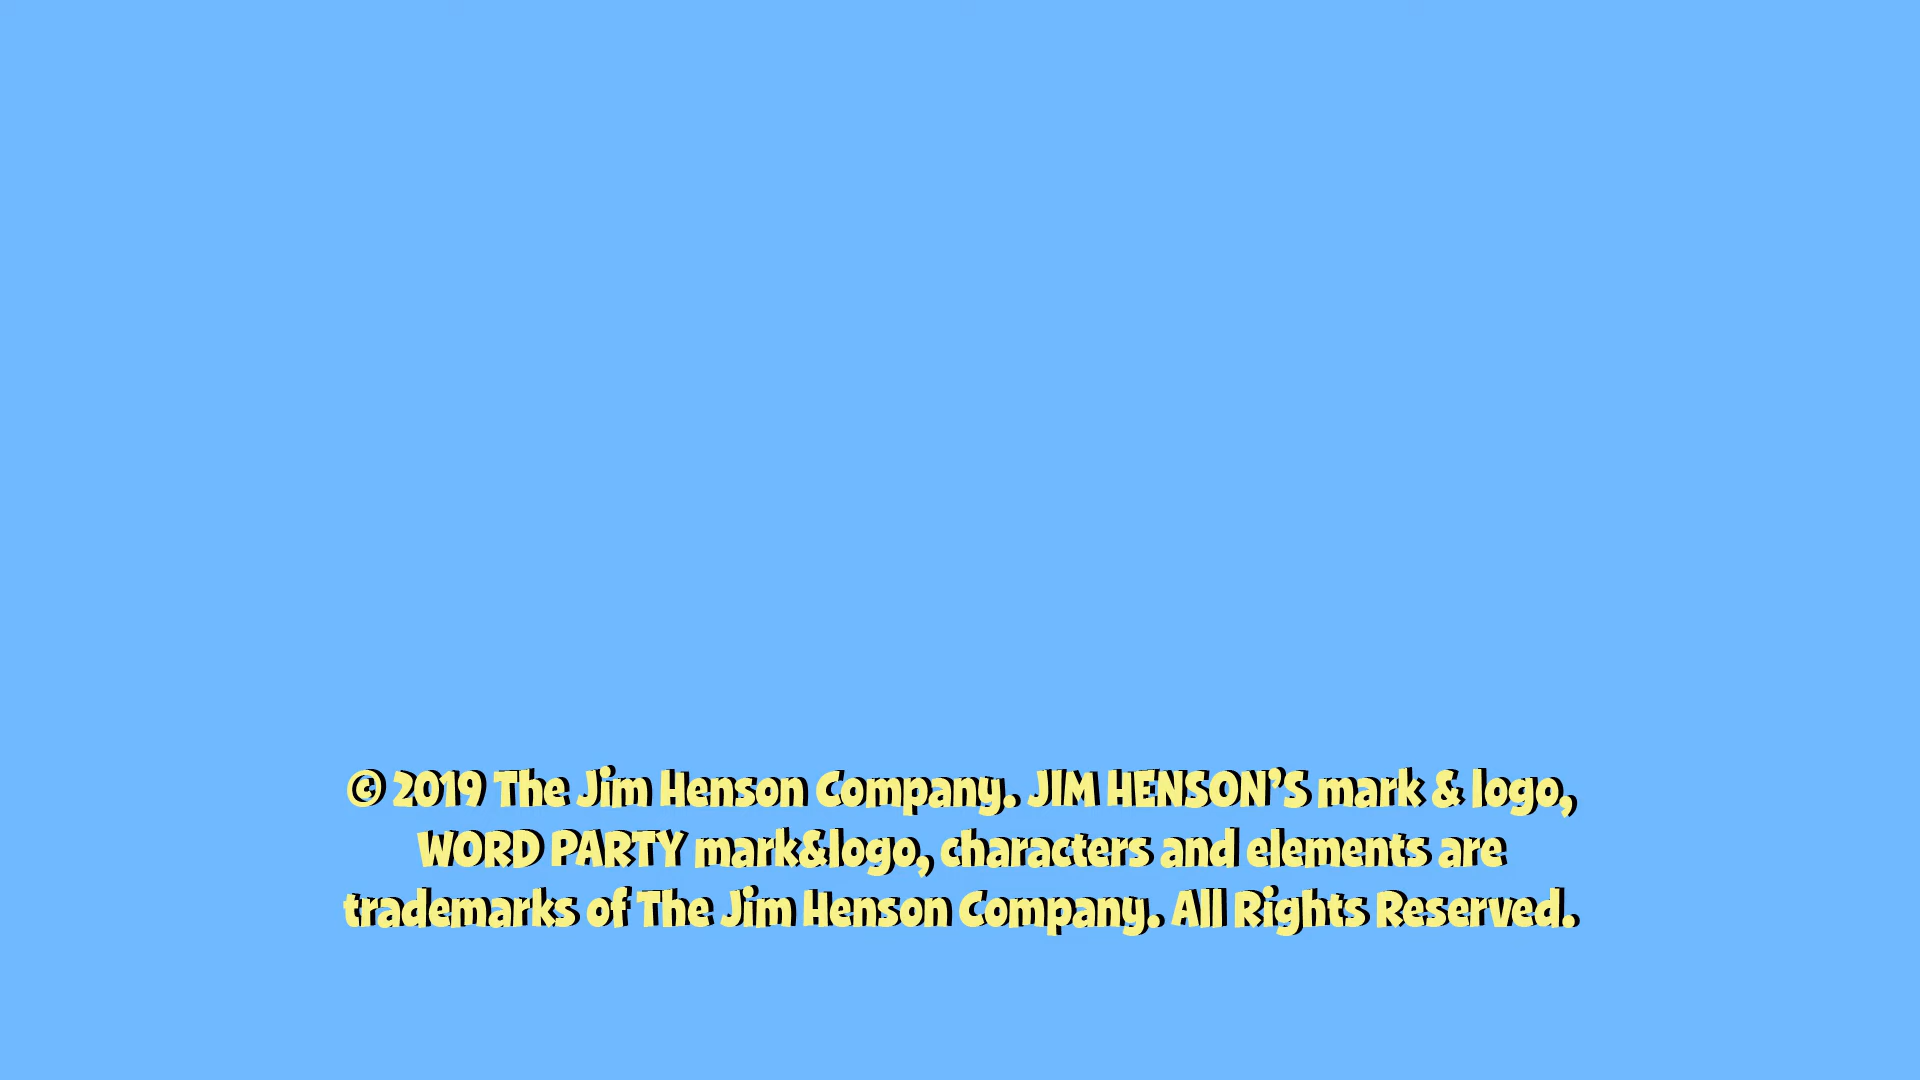 © 2019 The Jim Henson Company. JIM HENSON'S mark & logo,
WORD PARTY mark&logo, characters and elements are
trademarks of The Jim Henson Company. All Rights Reserved.